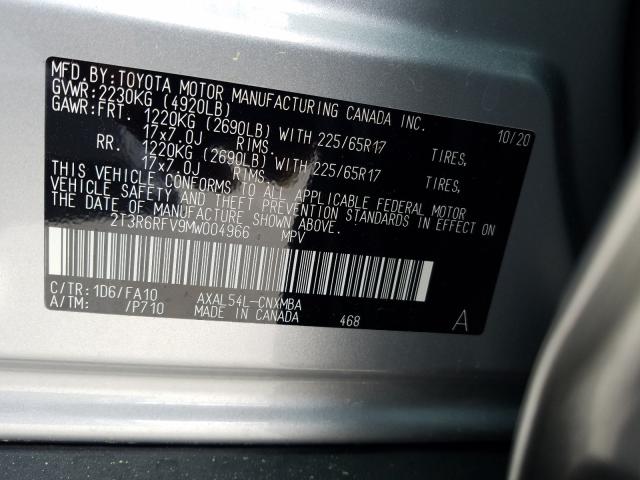 MFD.BY:TOYOTA MOTOR MANUFACTURING CANADA INC. 10/20
GVWR:2230KG (4920LB)
GAWR:FRT. 1220KG (2690LB) WITH 225/65R17 TIRES,
17x7.0J RIMS.
RR. 1220KG (2690LB) WITH 225/65R17 TIRES,
17x7.0J RIMS.
THIS VEHICLE CONFORMS TO ALL APPLICABLE FEDERAL MOTOR
VEHICLE SAFETY AND THEFT PREVENTION STANDARDS IN EFFECT ON
THE DATE OF MANUFACTURE SHOWN ABOVE.
2T3R6RFV9MW004966 MPV
C/TR:1D6/FA10 AXAL54L-CNXMBA
A/TM: /P710 MADE IN CANADA 468 A